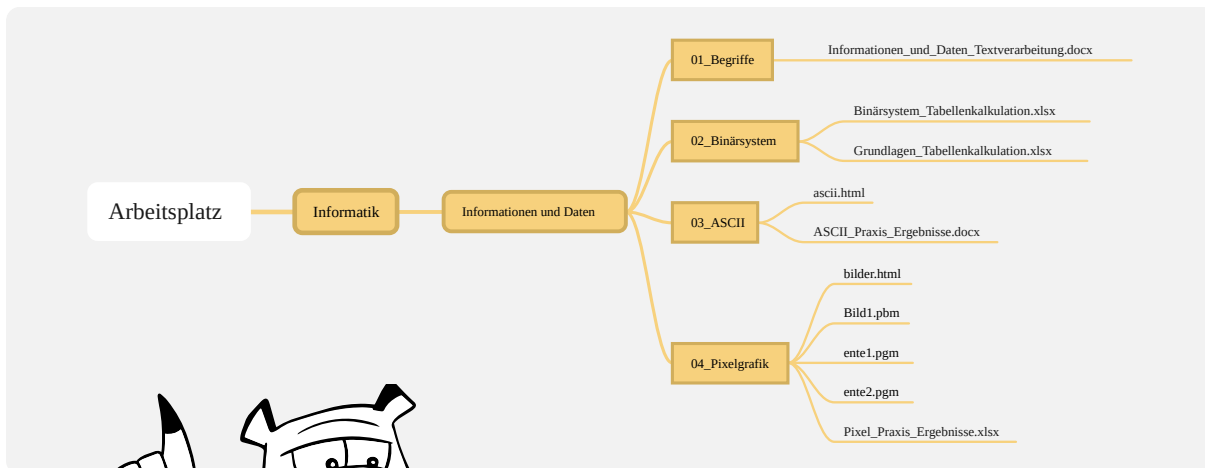 Arbeitsplatz
Informatik
Informationen und Daten
01_Begriffe
Informationen_und_Daten_Textverarbeitung.docx
02_Binärsystem
Binärsystem_Tabellenkalkulation.xlsx
Grundlagen_Tabellenkalkulation.xlsx
03_ASCII
ascii.html
ASCII_Praxis_Ergebnisse.docx
04_Pixelgrafik
bilder.html
Bild1.pbm
ente1.pgm
ente2.pgm
Pixel_Praxis_Ergebnisse.xlsx